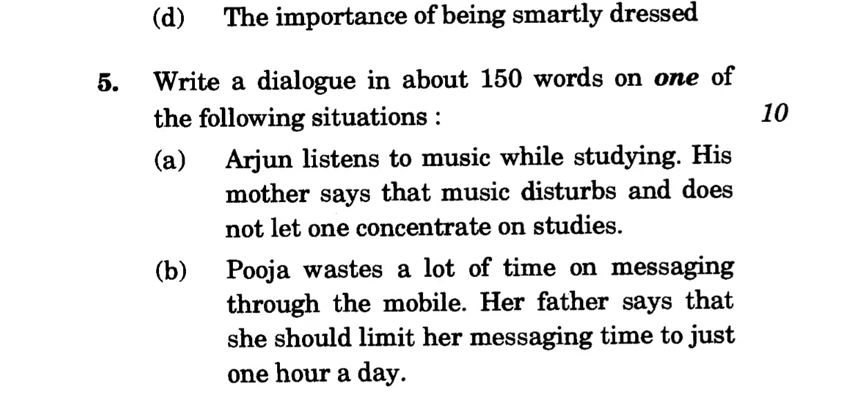 (d) The importance of being smartly dressed
5. Write a dialogue in about 150 words on one of
the following situations : 10
(a) Arjun listens to music while studying. His
mother says that music disturbs and does
not let one concentrate on studies.
(b) Pooja wastes a lot of time on messaging
through the mobile. Her father says that
she should limit her messaging time to just
one hour a day.